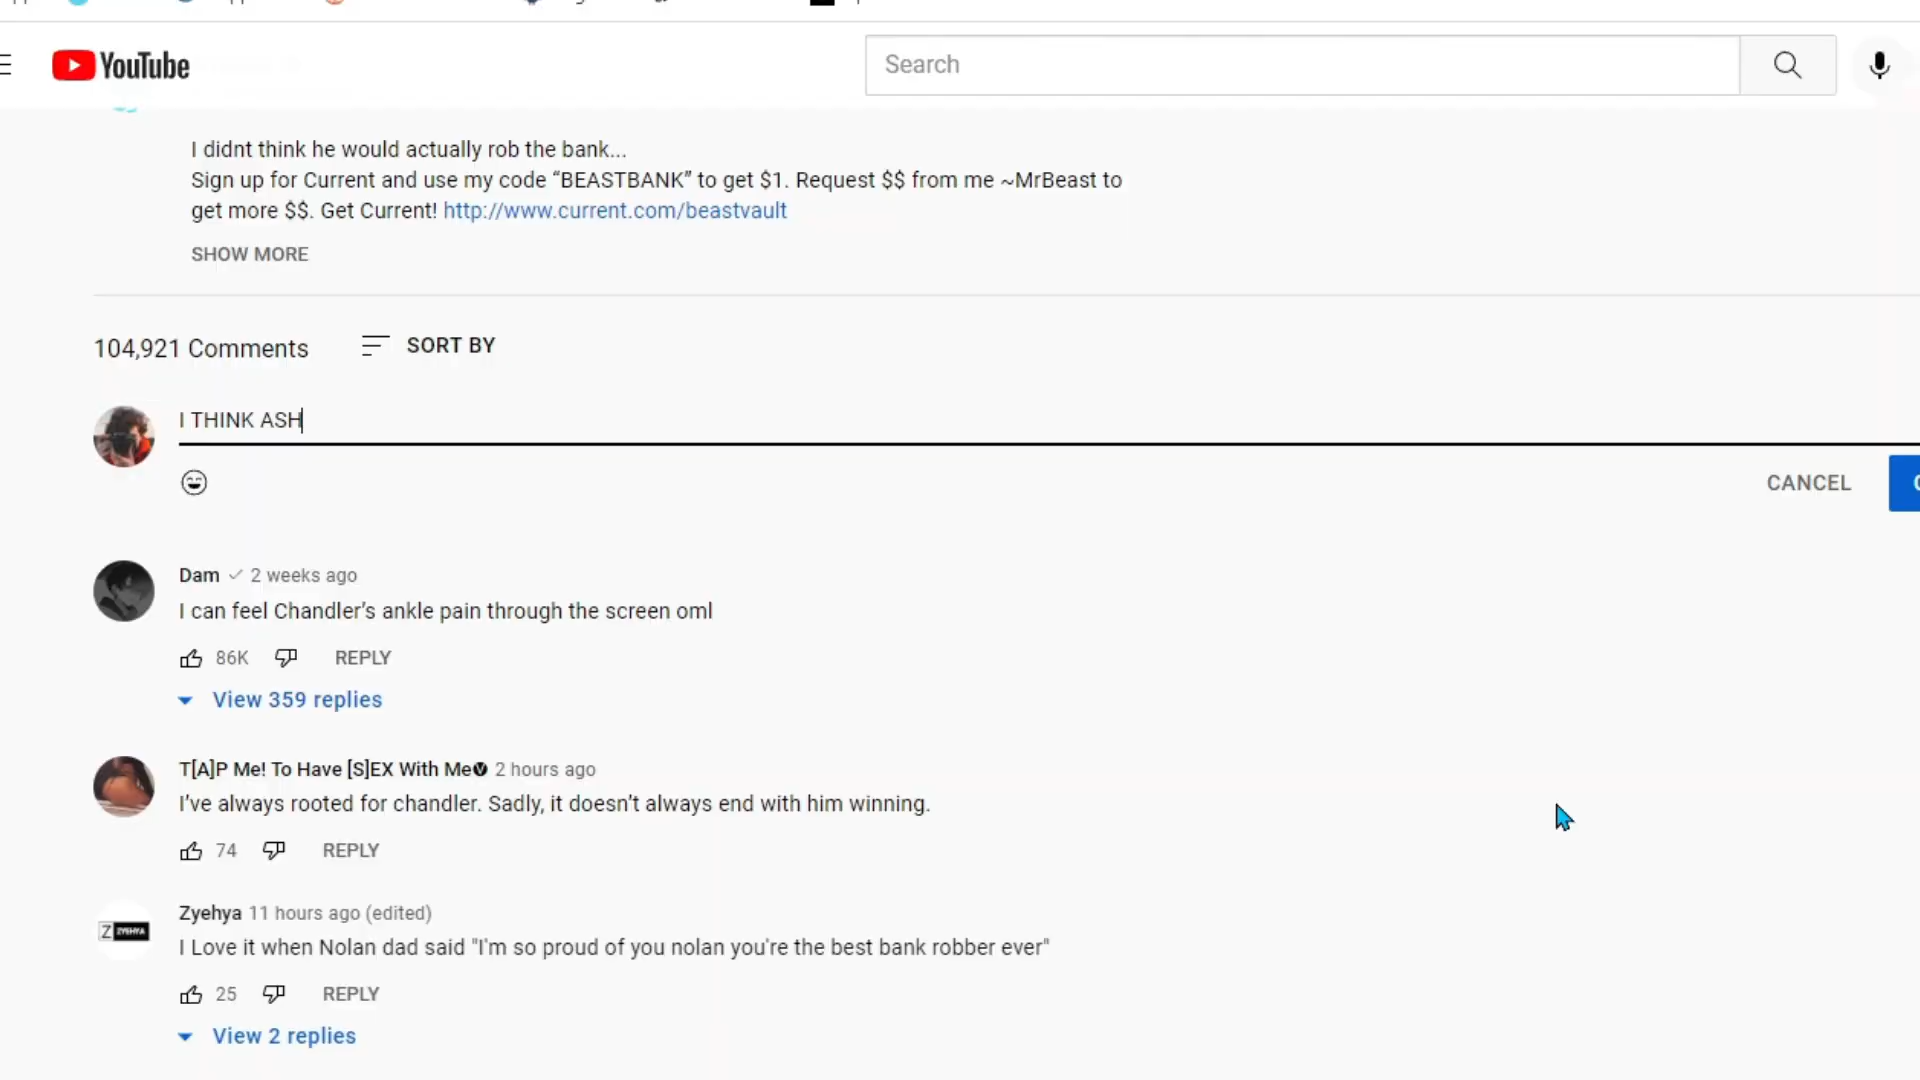 YouTube
Search
I didnt think he would actually rob the bank...
Sign up for Current and use my code “BEASTBANK” to get $1. Request $$ from me ~MrBeast to
get more $$. Get Current! http://www.current.com/beastvault
SHOW MORE
104,921 Comments SORT BY
I THINK ASH
CANCEL
Dam 2 weeks ago
I can feel Chandler’s ankle pain through the screen oml
86K REPLY
View 359 replies
T[A]P Me! To Have [S]EX With Me 2 hours ago
I’ve always rooted for chandler. Sadly, it doesn’t always end with him winning.
74 REPLY
Z ZYEHYA
Zyehya 11 hours ago (edited)
I Love it when Nolan dad said "I'm so proud of you nolan you're the best bank robber ever"
25 REPLY
View 2 replies